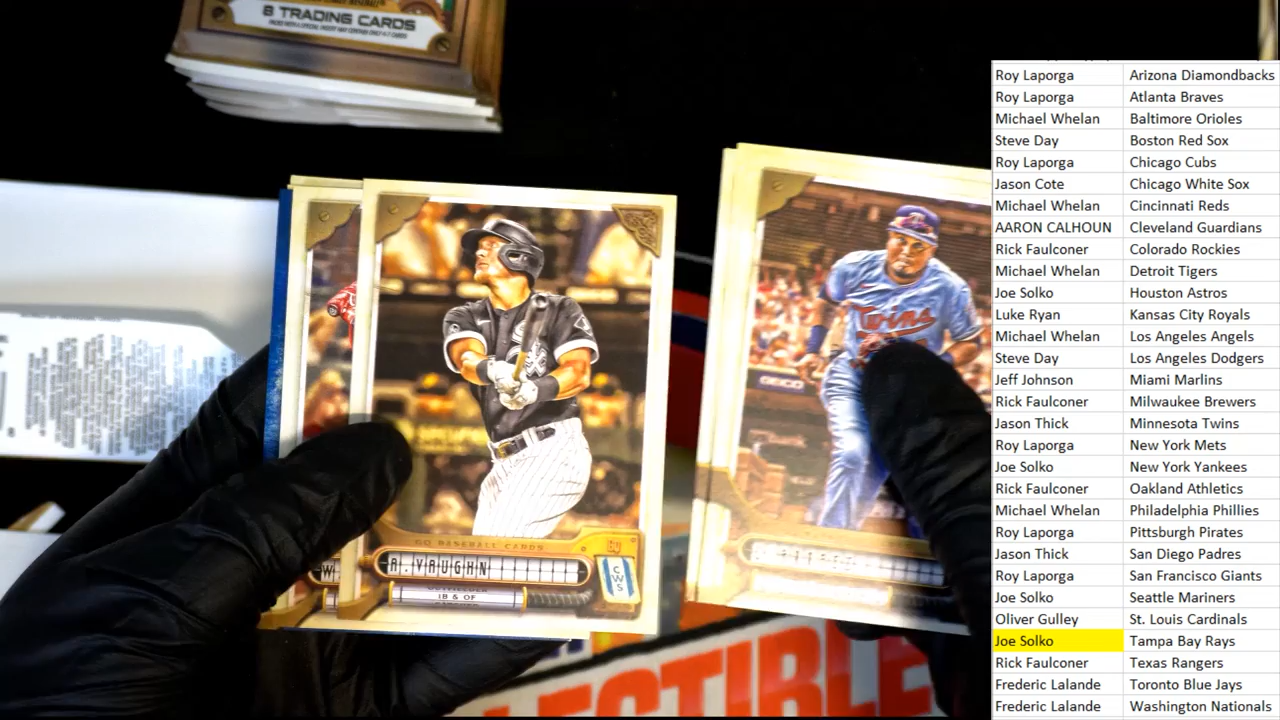 8 TRADING CARDS
Twins
GEICO
GQ BASEBALL CARDS
R.VAUGHN
CWS
1B & OF
W
LECTIBLE
Roy Laporga Arizona Diamondbacks
Roy Laporga Atlanta Braves
Michael Whelan Baltimore Orioles
Steve Day Boston Red Sox
Roy Laporga Chicago Cubs
Jason Cote Chicago White Sox
Michael Whelan Cincinnati Reds
AARON CALHOUN Cleveland Guardians
Rick Faulconer Colorado Rockies
Michael Whelan Detroit Tigers
Joe Solko Houston Astros
Luke Ryan Kansas City Royals
Michael Whelan Los Angeles Angels
Steve Day Los Angeles Dodgers
Jeff Johnson Miami Marlins
Rick Faulconer Milwaukee Brewers
Jason Thick Minnesota Twins
Roy Laporga New York Mets
Joe Solko New York Yankees
Rick Faulconer Oakland Athletics
Michael Whelan Philadelphia Phillies
Roy Laporga Pittsburgh Pirates
Jason Thick San Diego Padres
Roy Laporga San Francisco Giants
Joe Solko Seattle Mariners
Oliver Gulley St. Louis Cardinals
Joe Solko Tampa Bay Rays
Rick Faulconer Texas Rangers
Frederic Lalande Toronto Blue Jays
Frederic Lalande Washington Nationals